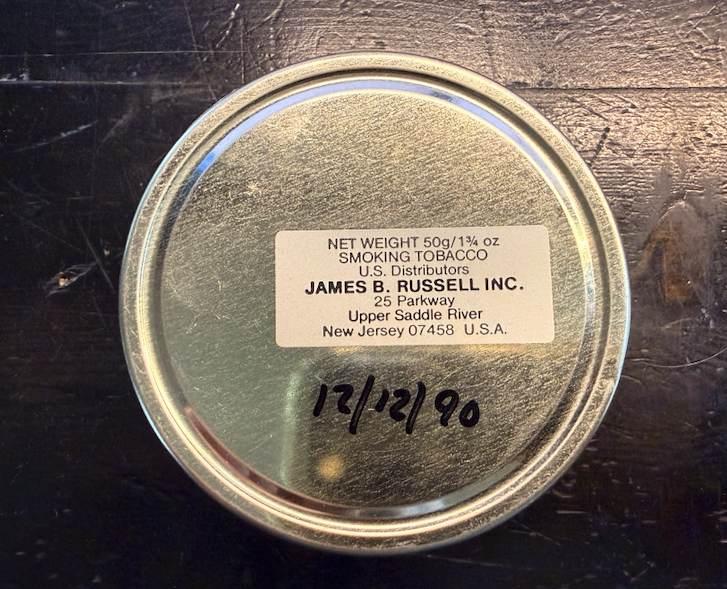 NET WEIGHT 50g/1¾ oz
SMOKING TOBACCO
U.S. Distributors
JAMES B. RUSSELL INC.
25 Parkway
Upper Saddle River
New Jersey 07458 U.S.A.
12/12/90